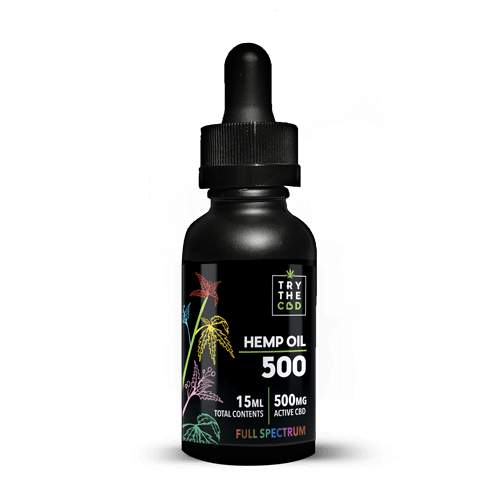 TRY
THE
CBD
HEMP OIL
500
15ML
TOTAL CONTENTS
500MG
ACTIVE CBD
FULL SPECTRUM